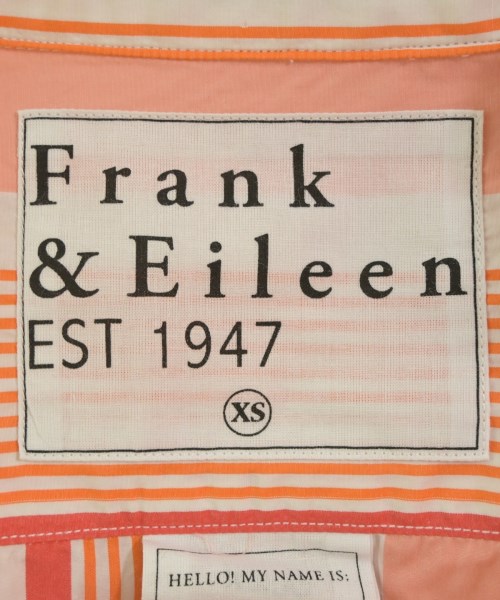 Frank
& Eileen
EST 1947
XS
HELLO! MY NAME IS: